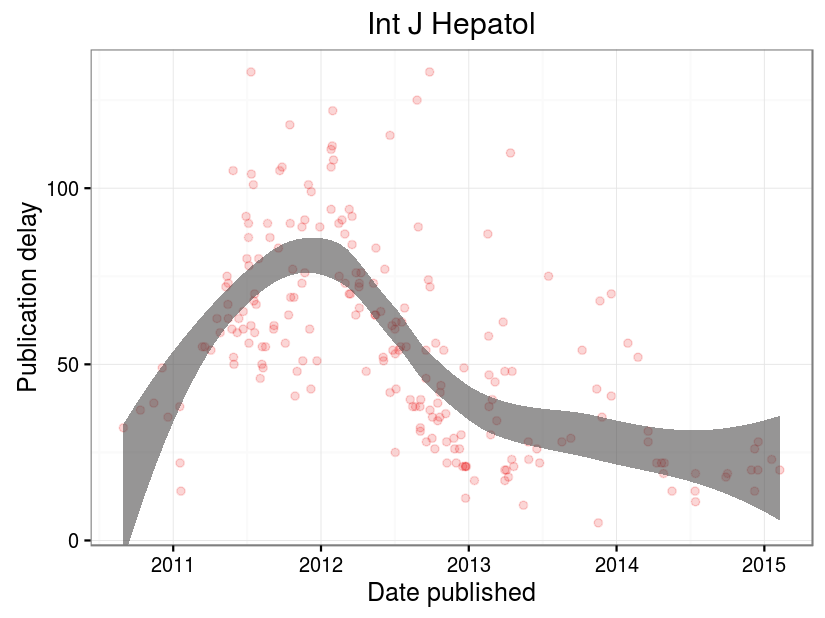 Int J Hepatol
Publication delay
100
50
0
2011 2012 2013 2014 2015
Date published